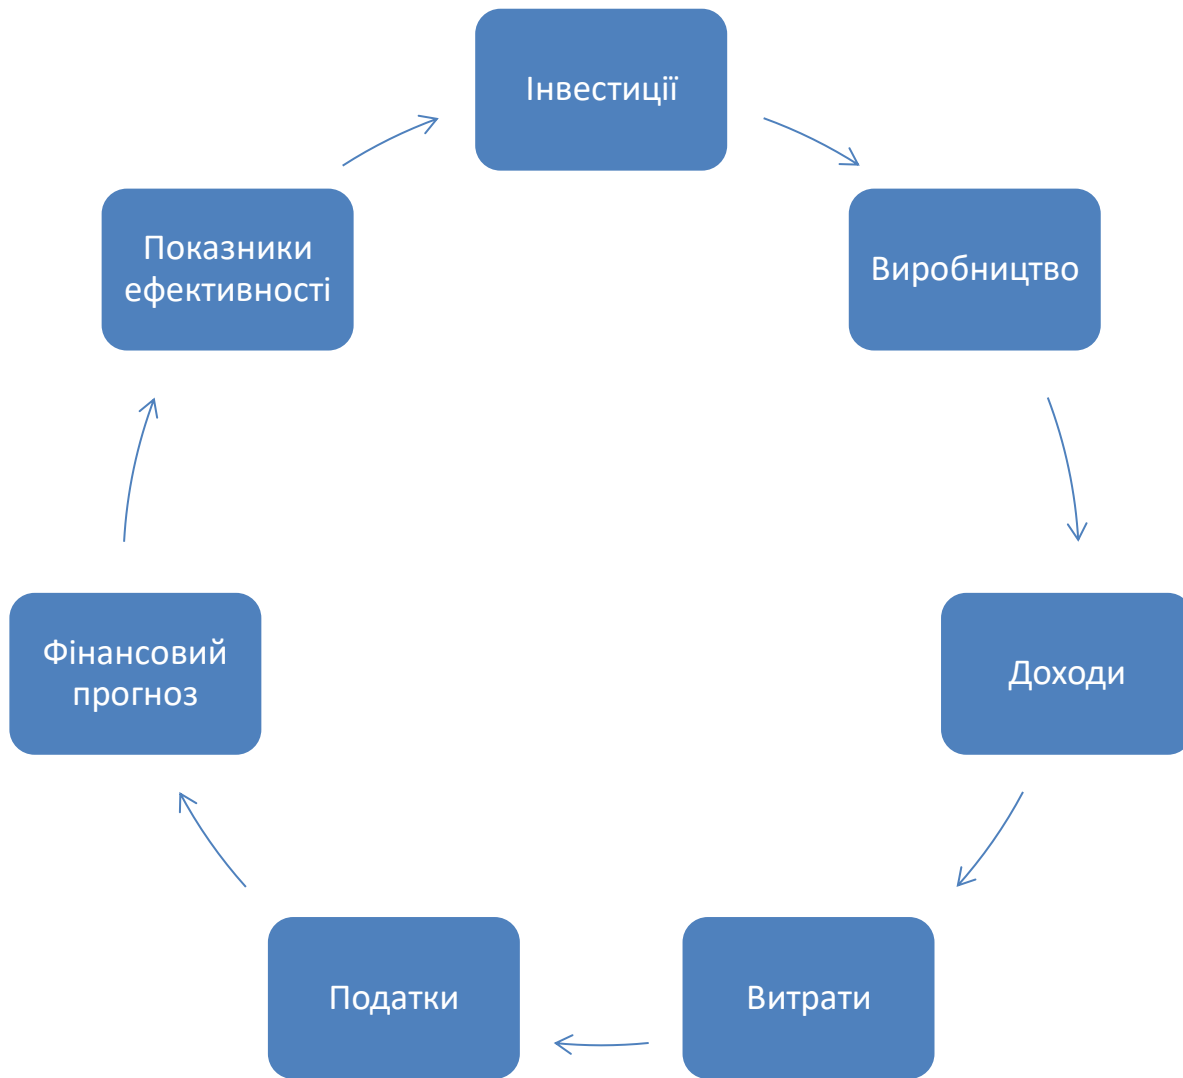 Інвестиції
Виробництво
Доходи
Витрати
Податки
Фінансовий
прогноз
Показники
ефективності